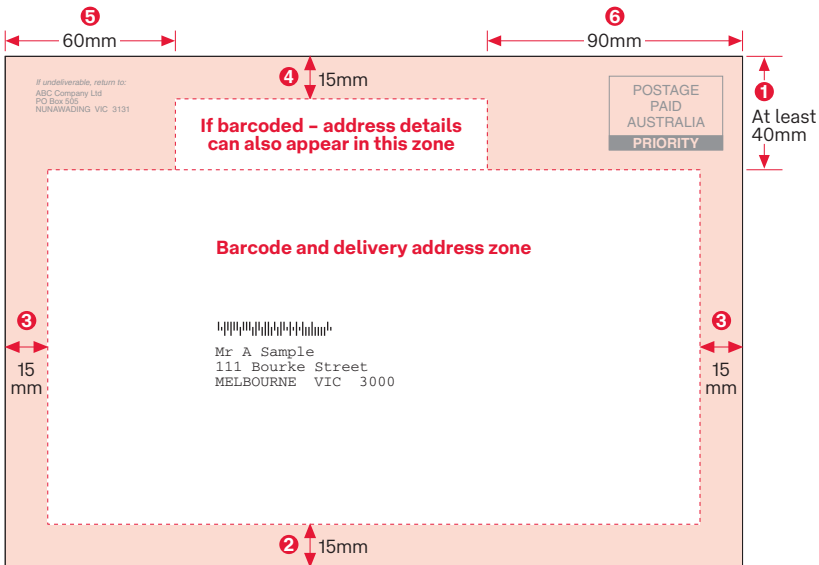 5
6
60mm
90mm
4 15mm
If undeliverable, return to:
ABC Company Ltd
PO Box 505
NUNAWADING VIC 3131
POSTAGE
PAID
AUSTRALIA
PRIORITY
1
At least
40mm
If barcoded – address details
can also appear in this zone
Barcode and delivery address zone
3
15
mm
3
15
mm
Mr A Sample
111 Bourke Street
MELBOURNE VIC 3000
2 15mm